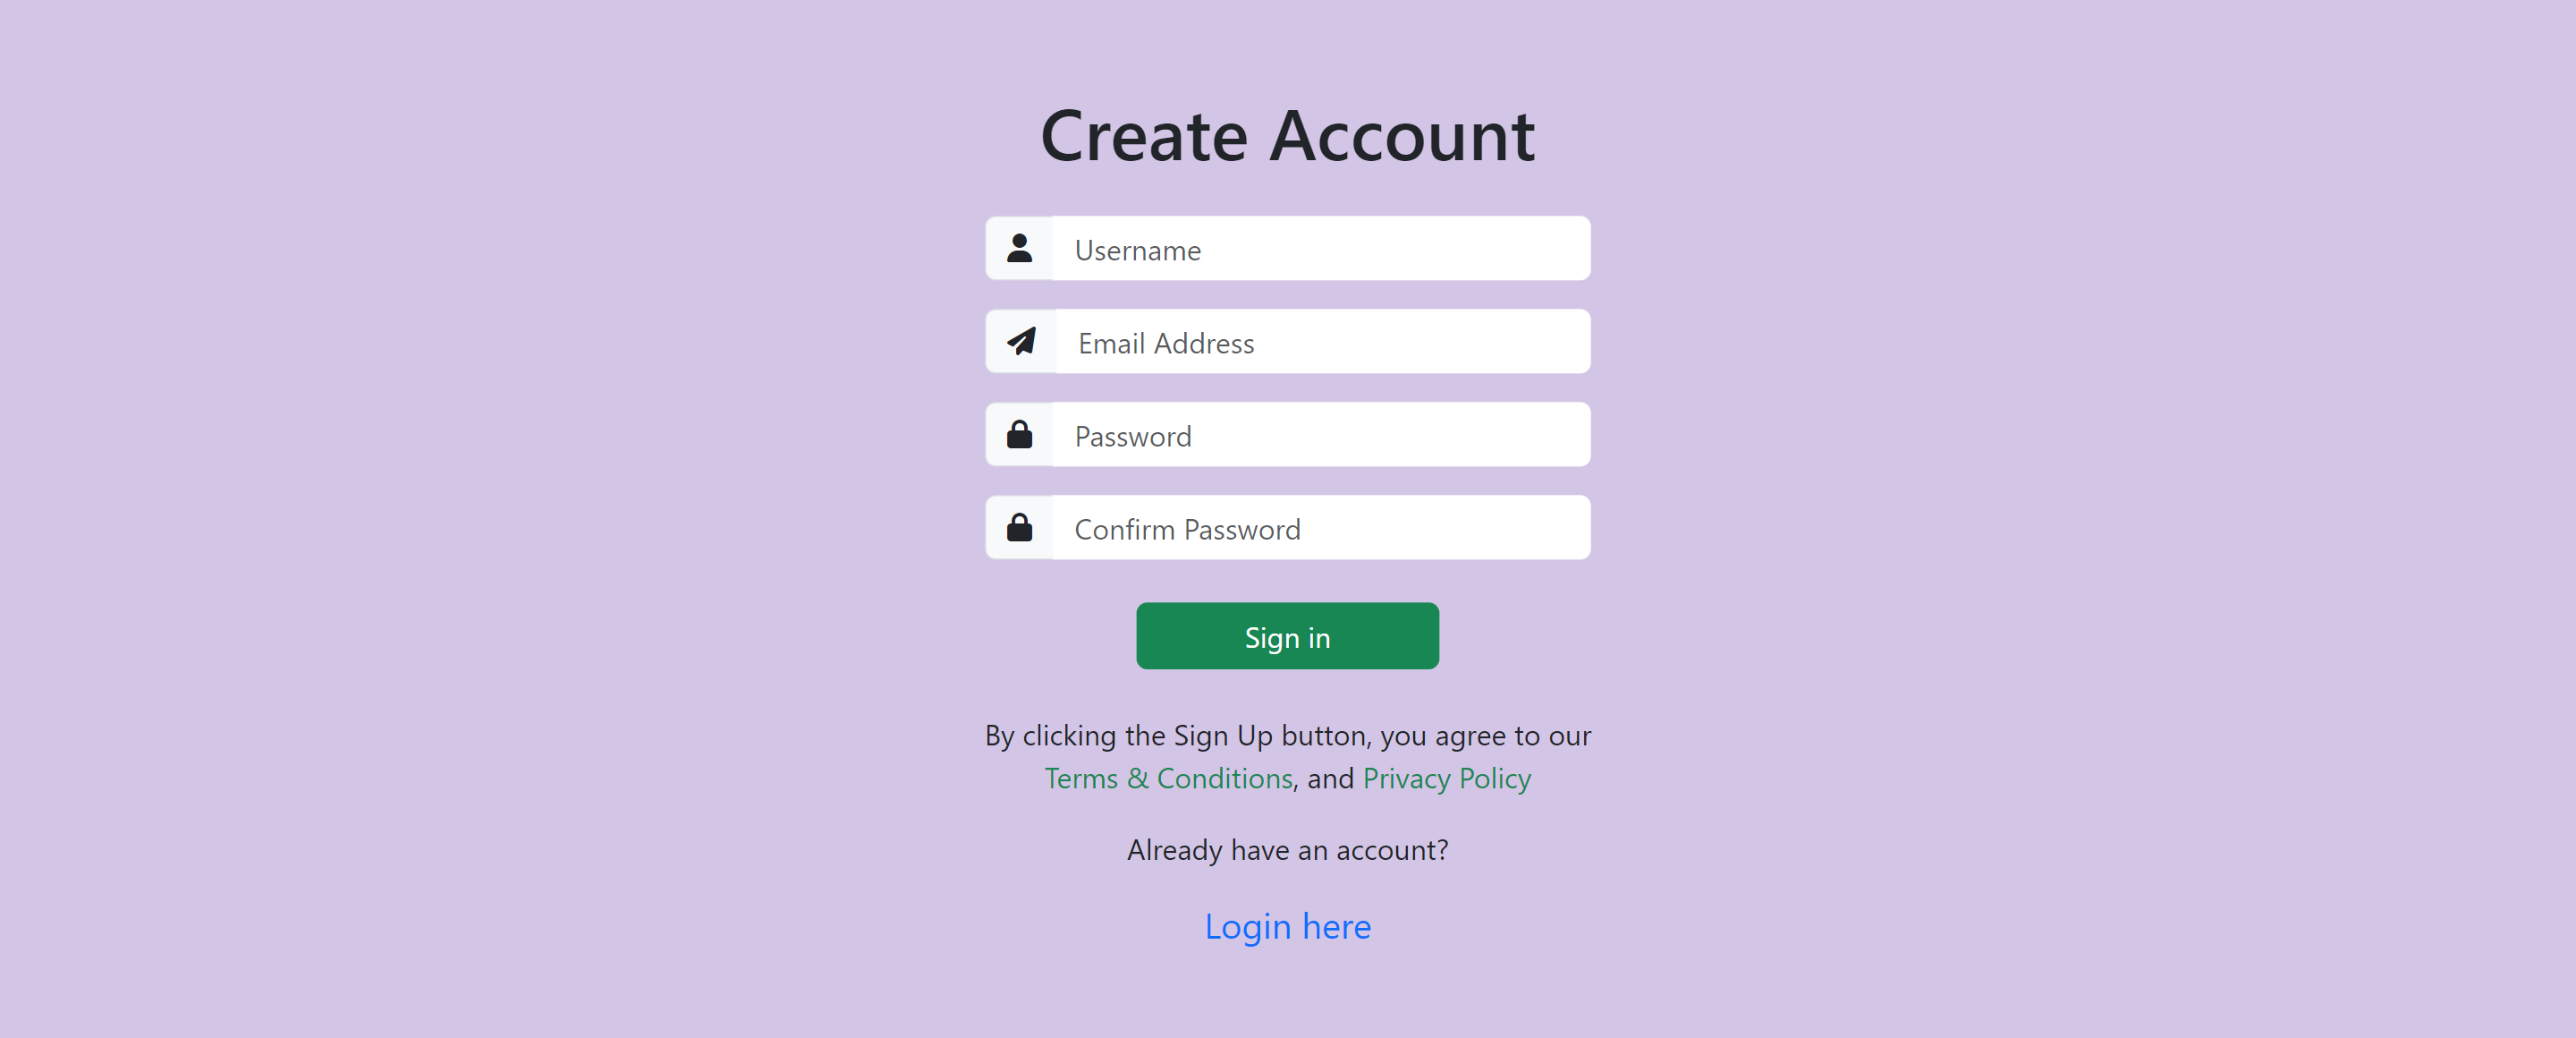 Create Account
Username
Email Address
Password
Confirm Password
Sign in
By clicking the Sign Up button, you agree to our
Terms & Conditions, and Privacy Policy
Already have an account?
Login here